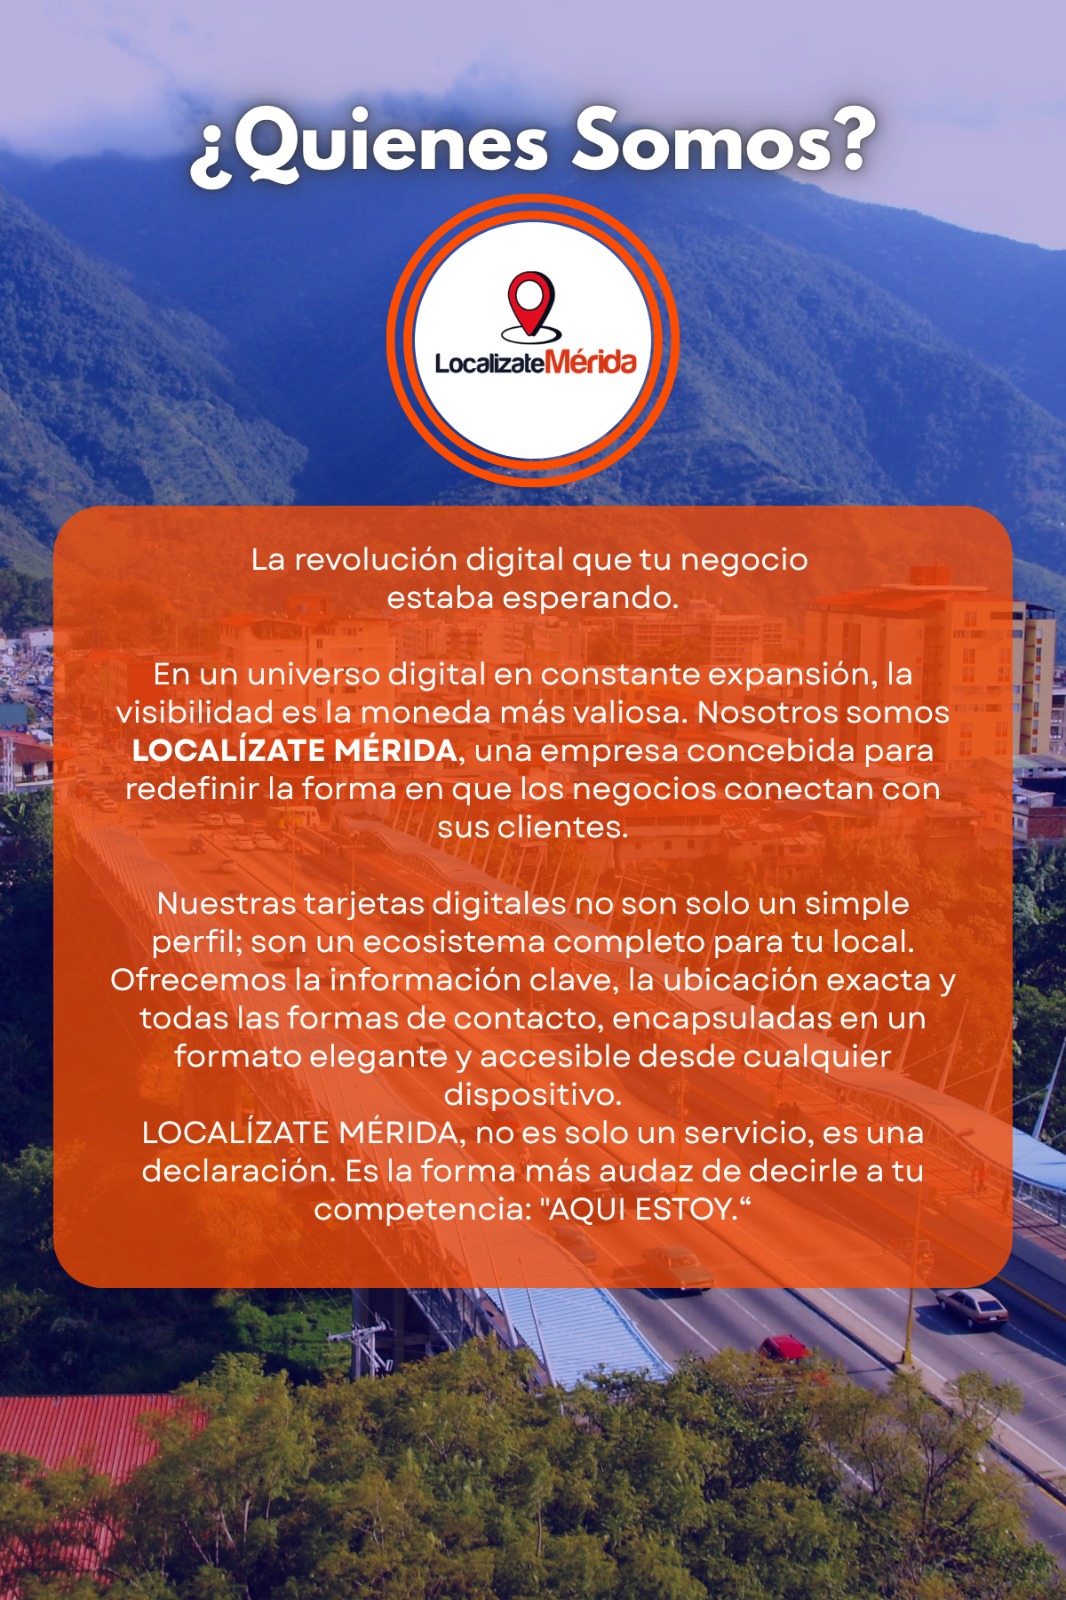 ¿Quienes Somos?
LocalizateMérida
La revolución digital que tu negocio
estaba esperando.
En un universo digital en constante expansión, la
visibilidad es la moneda más valiosa. Nosotros somos
LOCALÍZATE MÉRIDA, una empresa concebida para
redefinir la forma en que los negocios conectan con
sus clientes.
Nuestras tarjetas digitales no son solo un simple
perfil; son un ecosistema completo para tu local.
Ofrecemos la información clave, la ubicación exacta y
todas las formas de contacto, encapsuladas en un
formato elegante y accesible desde cualquier
dispositivo.
LOCALÍZATE MÉRIDA, no es solo un servicio, es una
declaración. Es la forma más audaz de decirle a tu
competencia: "AQUI ESTOY.“